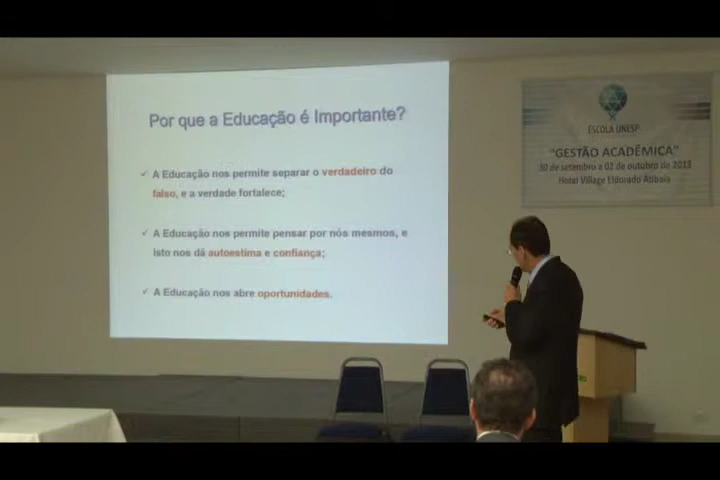 Por que a Educação é Importante?
✓ A Educação nos permite separar o verdadeiro do
falso, e a verdade fortalece;
✓ A Educação nos permite pensar por nós mesmos, e
isto nos dá autoestima e confiança;
✓ A Educação nos abre oportunidades.
ESCOLA UNESP
"GESTÃO ACADÊMICA"
30 de setembro a 02 de outubro de 2013
Hotel Village Eldorado Atibaia